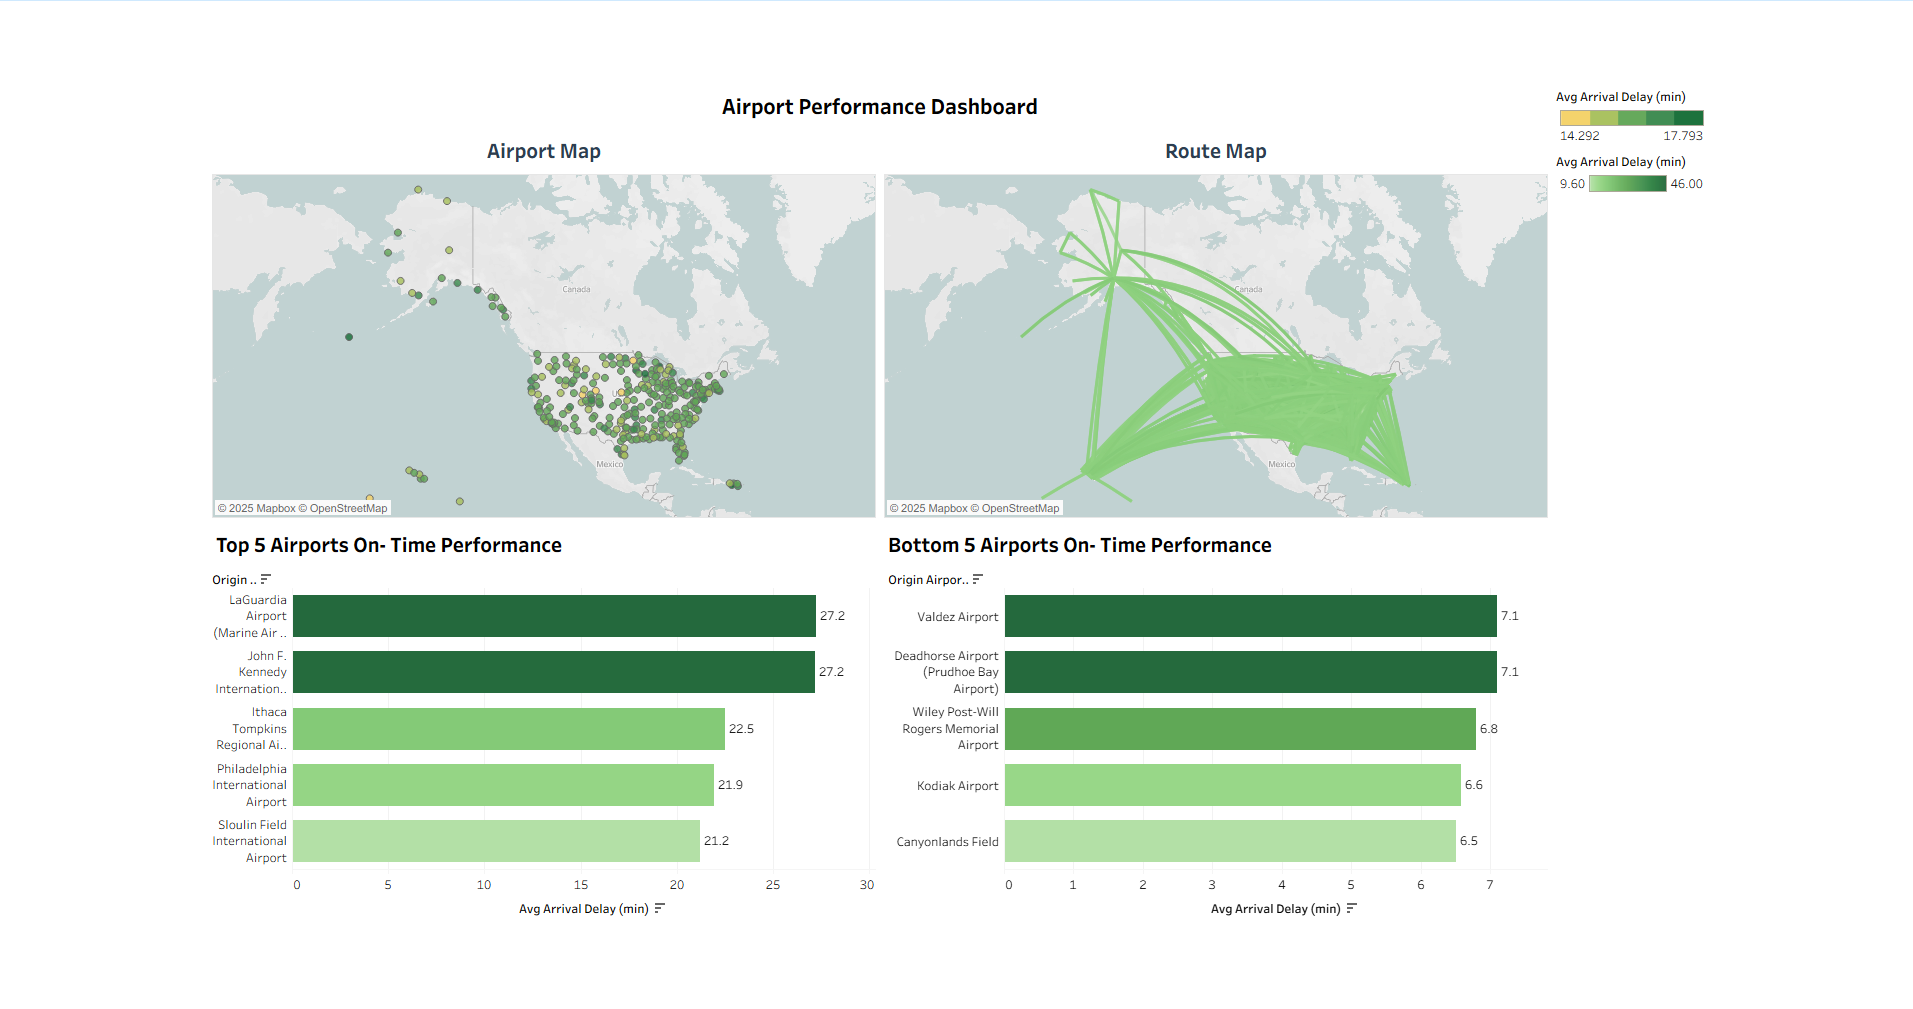 Airport Performance Dashboard
Avg Arrival Delay (min)
14.292 17.793
Avg Arrival Delay (min)
9.60 46.00
Airport Map
Canada
Mexico
© 2025 Mapbox © OpenStreetMap
Route Map
Canada
Mexico
© 2025 Mapbox © OpenStreetMap
Top 5 Airports On- Time Performance
Origin ..
LaGuardia
Airport
(Marine Air ..
27.2
John F.
Kennedy
Internation..
27.2
Ithaca
Tompkins
Regional Ai..
22.5
Philadelphia
International
Airport
21.9
Sloulin Field
International
Airport
21.2
0 5 10 15 20 25 30
Avg Arrival Delay (min)
Bottom 5 Airports On- Time Performance
Origin Airpor..
Valdez Airport
7.1
Deadhorse Airport
(Prudhoe Bay
Airport)
7.1
Wiley Post-Will
Rogers Memorial
Airport
6.8
Kodiak Airport
6.6
Canyonlands Field
6.5
0 1 2 3 4 5 6 7
Avg Arrival Delay (min)